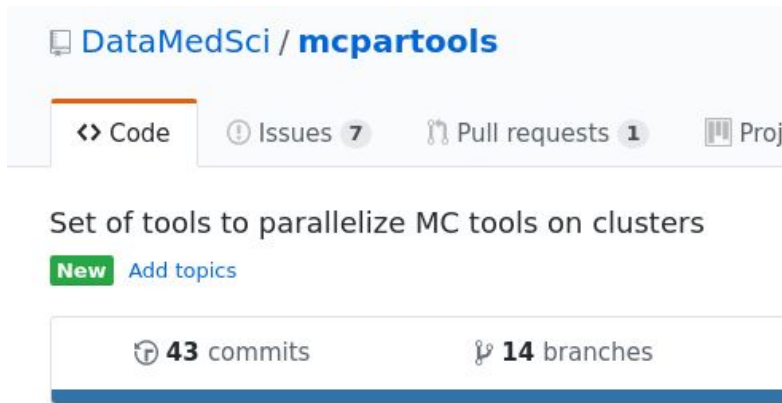 DataMedSci / mcpartools
<> Code Issues 7 Pull requests 1 Proj
Set of tools to parallelize MC tools on clusters
New Add topics
43 commits 14 branches